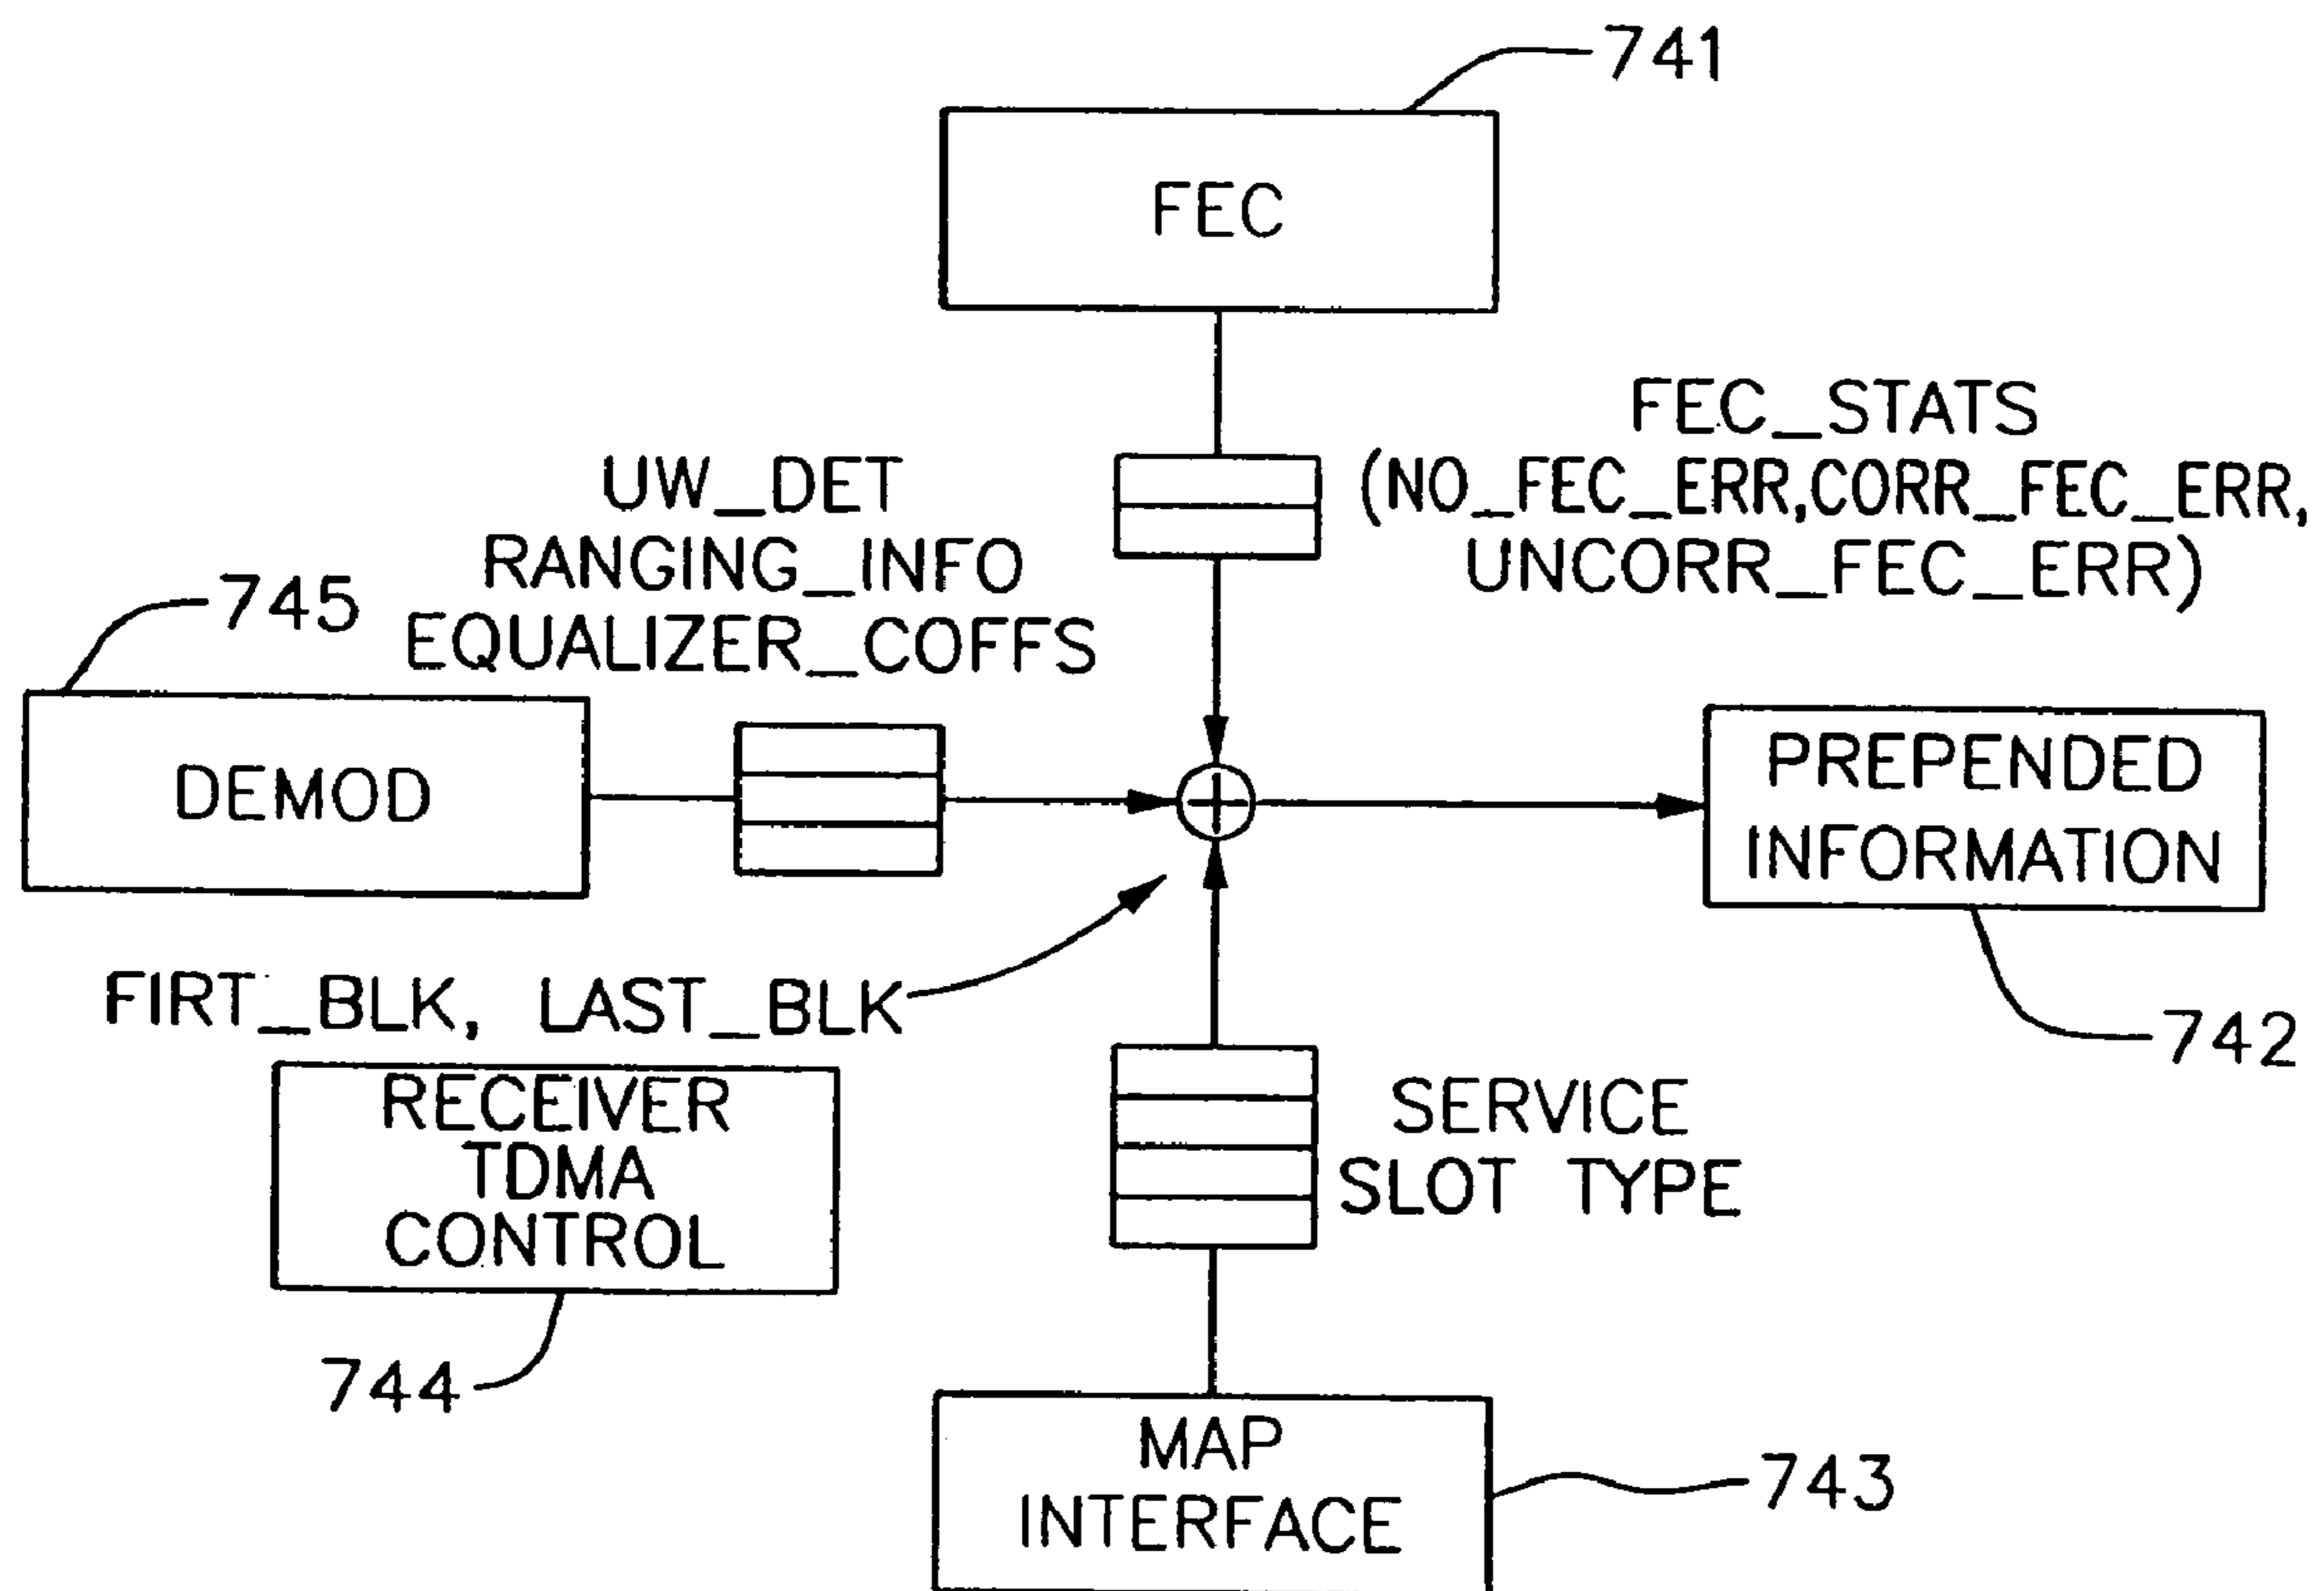 741
FEC
FEC_STATS
(NO_FEC_ERR,CORR_FEC_ERR,
UNCORR_FEC_ERR)
UW_DET
RANGING_INFO
EQUALIZER_COFFS
745
DEMOD
PREPENDED
INFORMATION
742
FIRT_BLK, LAST_BLK
RECEIVER
TDMA
CONTROL
744
SERVICE
SLOT TYPE
MAP
INTERFACE
743